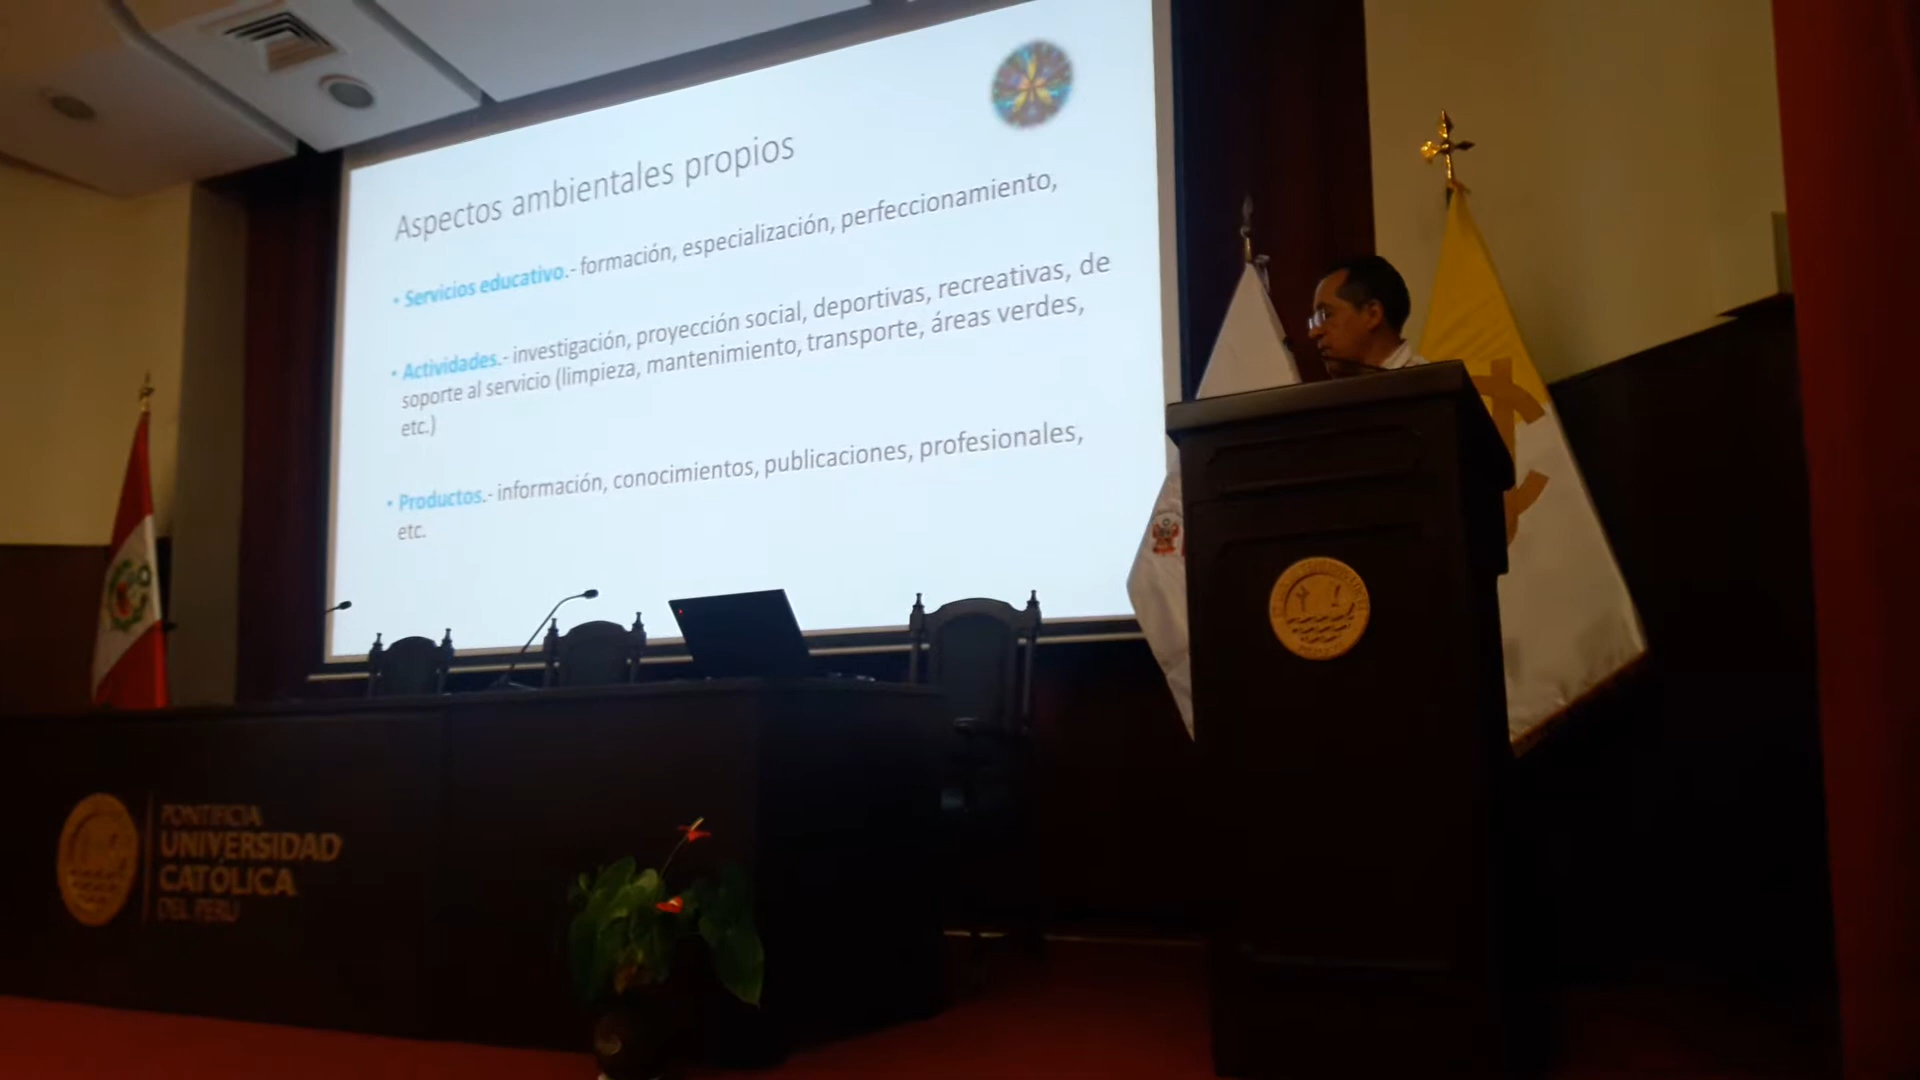 Aspectos ambientales propios
• Servicios educativo.- formación, especialización, perfeccionamiento,
• Actividades.- investigación, proyección social, deportivas, recreativas, de
soporte al servicio (limpieza, mantenimiento, transporte, áreas verdes,
etc.)
• Productos.- información, conocimientos, publicaciones, profesionales,
etc.
PONTIFICIA
UNIVERSIDAD
CATÓLICA
DEL PERÚ